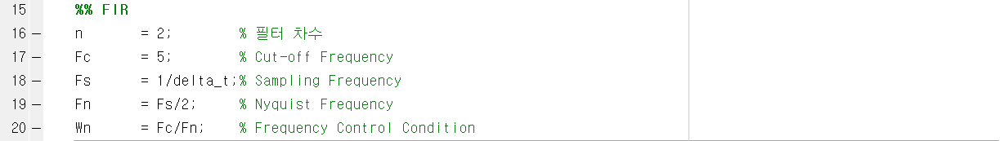 15 %% FIR
16 – n = 2; % 필터 차수
17 – Fc = 5; % Cut-off Frequency
18 – Fs = 1/delta_t;% Sampling Frequency
19 – Fn = Fs/2; % Nyquist Frequency
20 – Wn = Fc/Fn; % Frequency Control Condition